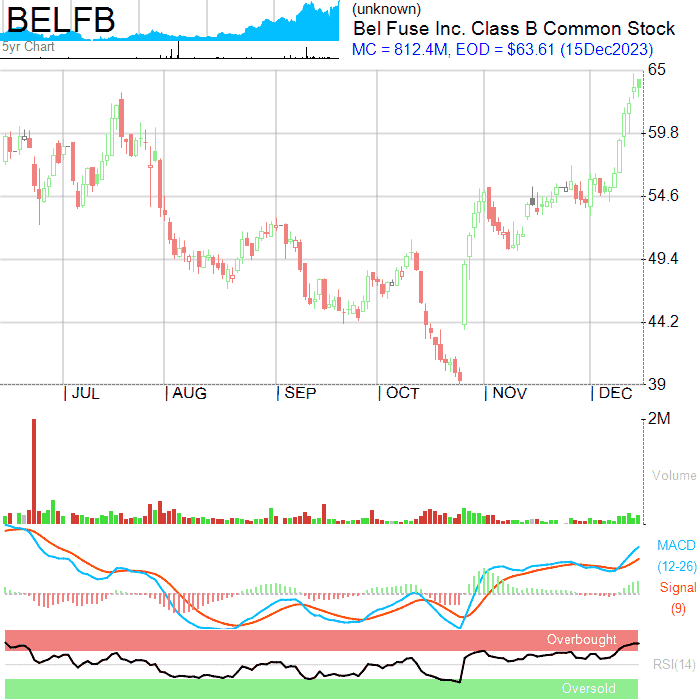 BELFB
5yr Chart
(unknown)
Bel Fuse Inc. Class B Common Stock
MC = 812.4M, EOD = $63.61 (15Dec2023)
65
59.8
54.6
49.4
44.2
39
JUL
AUG
SEP
OCT
NOV
DEC
2M
Volume
MACD
(12-26)
Signal
(9)
Overbought
RSI(14)
Oversold